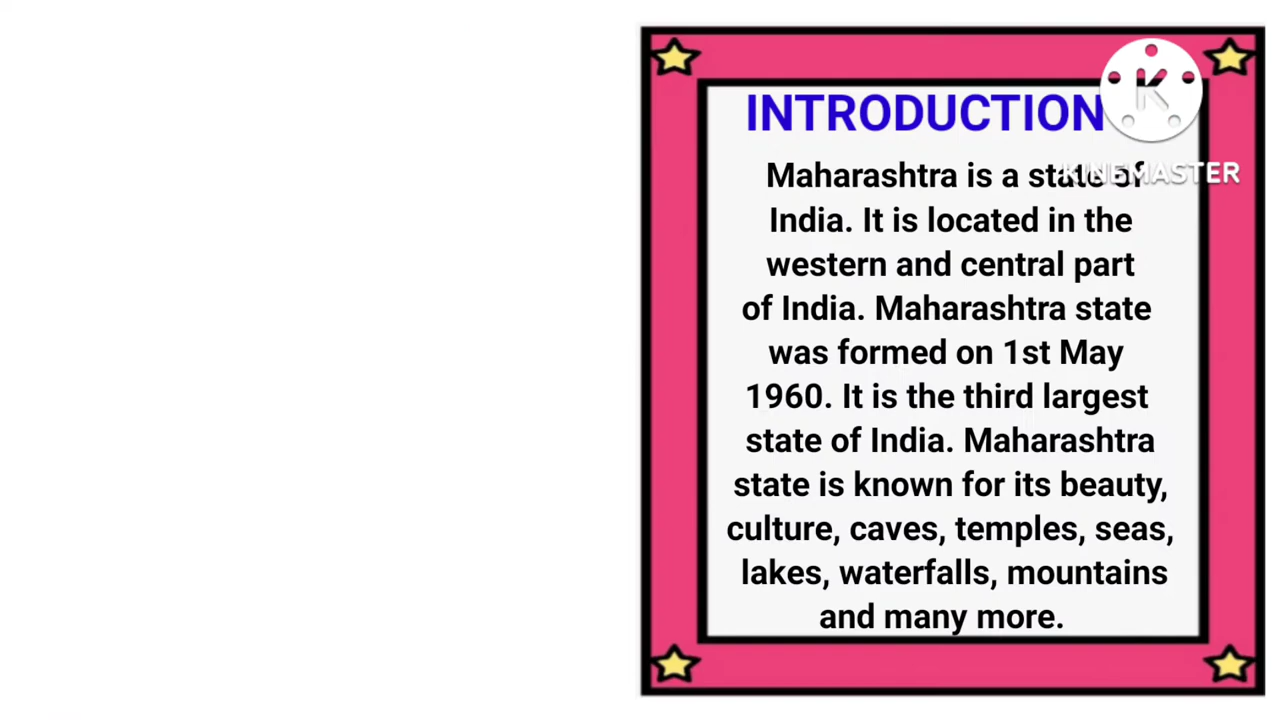 INTRODUCTION
KINEMASTER
Maharashtra is a state of
India. It is located in the
western and central part
of India. Maharashtra state
was formed on 1st May
1960. It is the third largest
state of India. Maharashtra
state is known for its beauty,
culture, caves, temples, seas,
lakes, waterfalls, mountains
and many more.